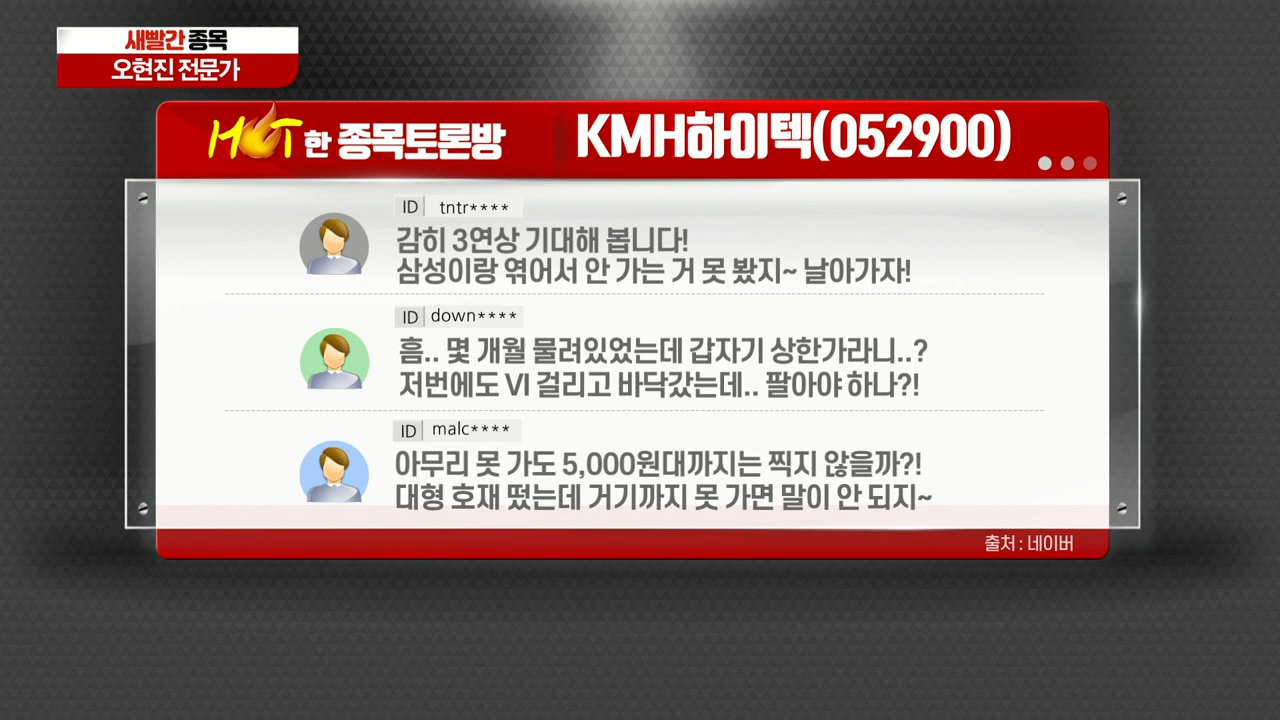 새빨간 종목
오현진 전문가
HOT한 종목토론방
KMH하이텍(052900)
ID tntr****
감히 3연상 기대해 봅니다!
삼성이랑 엮어서 안 가는 거 못 봤지~ 날아가자!
ID down****
흠.. 몇 개월 물려있었는데 갑자기 상한가라니..?
저번에도 VI 걸리고 바닥갔는데.. 팔아야 하나?!
ID malc****
아무리 못 가도 5,000원대까지는 찍지 않을까?!
대형 호재 떴는데 거기까지 못 가면 말이 안 되지~
출처 : 네이버